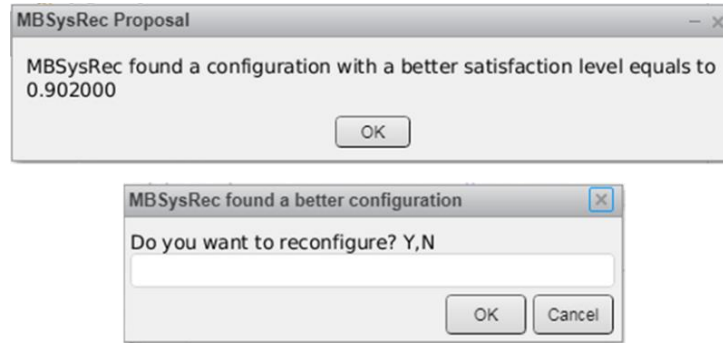 MBSysRec Proposal
MBSysRec found a configuration with a better satisfaction level equals to
0.902000
OK
MBSysRec found a better configuration
Do you want to reconfigure? Y,N
OK Cancel